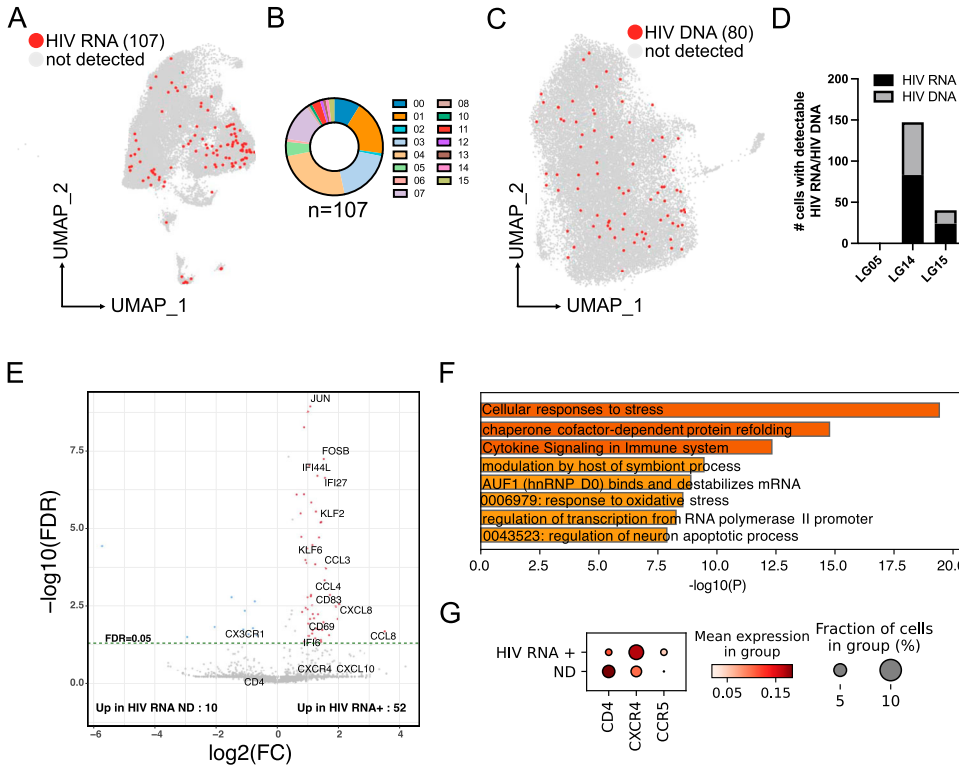 A
HIV RNA (107)
not detected
UMAP_2
UMAP_1
B
00
01
02
03
04
05
06
07
08
10
11
12
13
14
15
n=107
C
HIV DNA (80)
not detected
UMAP_2
UMAP_1
D
HIV RNA
HIV DNA
# cells with detectable
HIV RNA/HIV DNA
200
150
100
50
0
LG05
LG14
LG15
E
−log10(FDR)
7.5
5.0
2.5
0.0
JUN
FOSB
IFI44L
IFI27
KLF2
KLF6
CCL3
CCL4
CD83
CXCL8
CX3CR1
CD69
CCL8
FDR=0.05
IFI6
CXCR4
CXCL10
CD4
Up in HIV RNA ND : 10
Up in HIV RNA+ : 52
−6
−4
−2
0
2
4
log2(FC)
F
Cellular responses to stress
chaperone cofactor-dependent protein refolding
Cytokine Signaling in Immune system
modulation by host of symbiont process
AUF1 (hnRNP D0) binds and destabilizes mRNA
0006979: response to oxidative stress
regulation of transcription from RNA polymerase II promoter
0043523: regulation of neuron apoptotic process
0.0
2.5
5.0
7.5
10.0
12.5
15.0
17.5
20.0
-log10(P)
G
HIV RNA +
ND
CD4
CXCR4
CCR5
Mean expression
in group
0.05
0.15
Fraction of cells
in group (%)
5
10